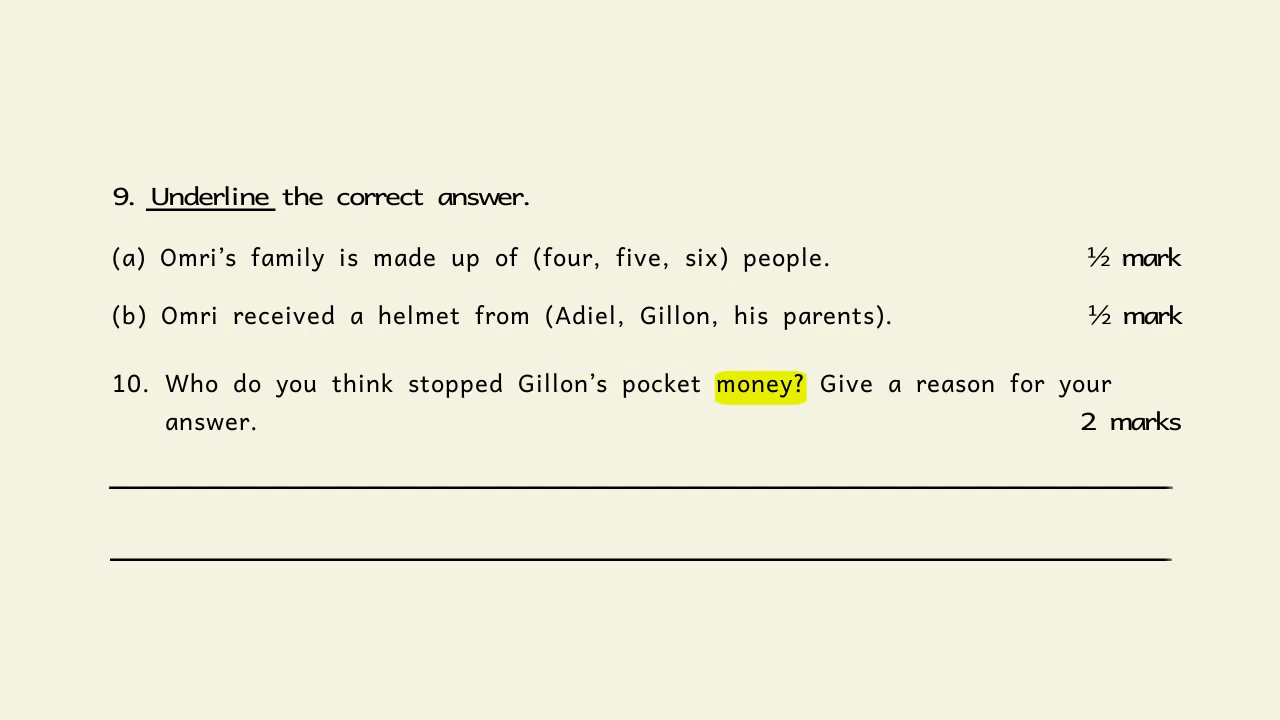 9. Underline the correct answer.
(a) Omri’s family is made up of (four, five, six) people. ½ mark
(b) Omri received a helmet from (Adiel, Gillon, his parents). ½ mark
10. Who do you think stopped Gillon’s pocket money? Give a reason for your
answer. 2 marks